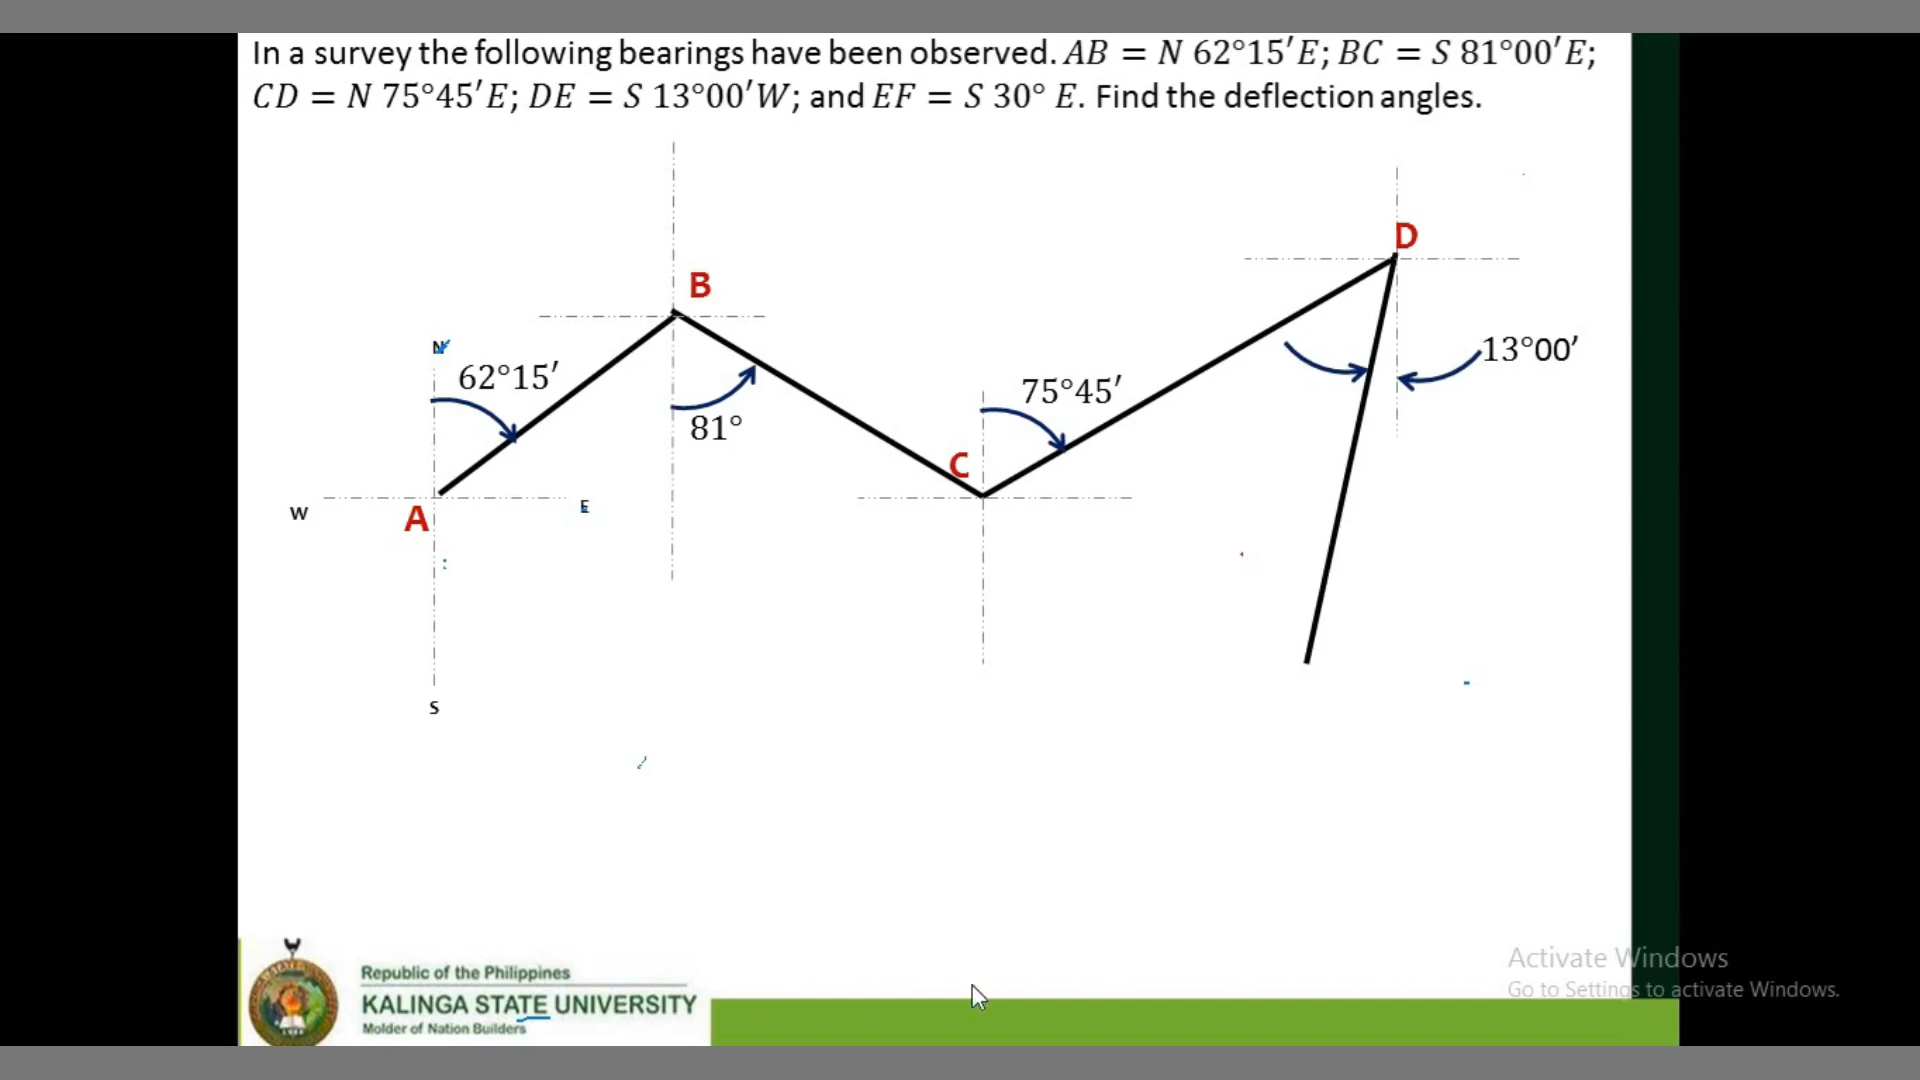 In a survey the following bearings have been observed. AB = N 62°15′E; BC = S 81°00′E;
CD = N 75°45′E; DE = S 13°00′W; and EF = S 30° E. Find the deflection angles.
D
B
N
62°15′
13°00′
75°45′
81°
C
W
A
E
S
Republic of the Philippines
KALINGA STATE UNIVERSITY
Molder of Nation Builders
Activate Windows
Go to Settings to activate Windows.